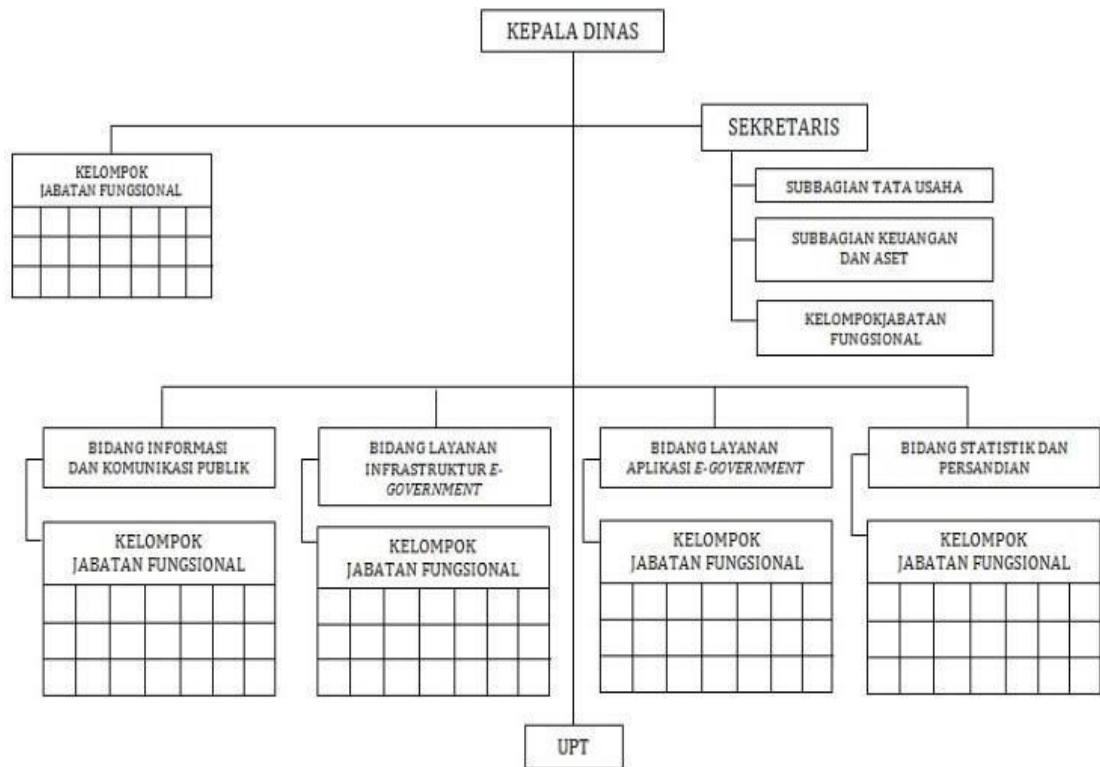 KEPALA DINAS
SEKRETARIS
KELOMPOK
JABATAN FUNGSIONAL
SUBBAGIAN TATA USAHA
SUBBAGIAN KEUANGAN
DAN ASET
KELOMPOKJABATAN
FUNGSIONAL
BIDANG INFORMASI
DAN KOMUNIKASI PUBLIK
BIDANG LAYANAN
INFRASTRUKTUR E-
GOVERNMENT
BIDANG LAYANAN
APLIKASI E-GOVERNMENT
BIDANG STATISTIK DAN
PERSANDIAN
KELOMPOK
JABATAN FUNGSIONAL
KELOMPOK
JABATAN FUNGSIONAL
KELOMPOK
JABATAN FUNGSIONAL
KELOMPOK
JABATAN FUNGSIONAL
UPT